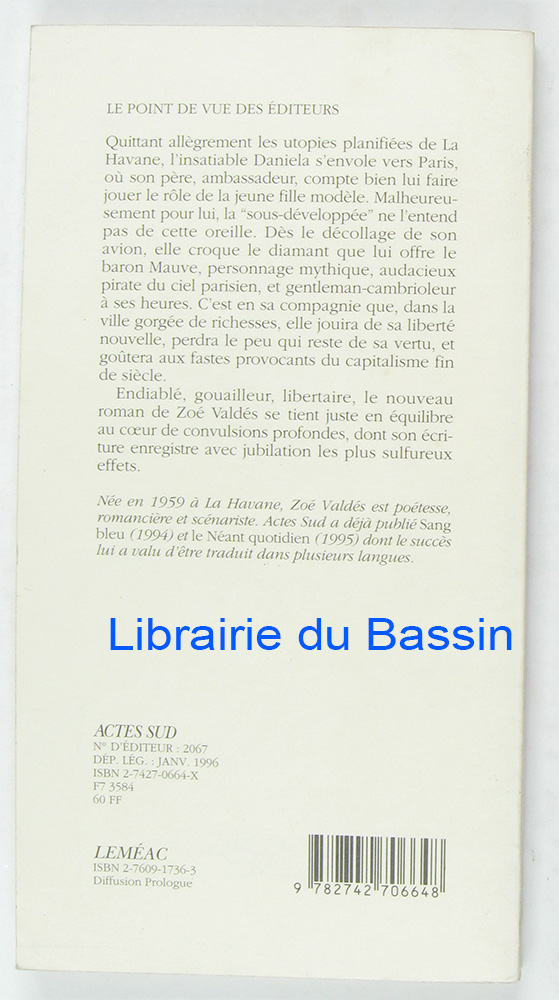 LE POINT DE VUE DES ÉDITEURS
Quittant allègrement les utopies planifiées de La
Havane, l'insatiable Daniela s'envole vers Paris,
où son père, ambassadeur, compte bien lui faire
jouer le rôle de la jeune fille modèle. Malheureu-
sement pour lui, la "sous-développée" ne l'entend
pas de cette oreille. Dès le décollage de son
avion, elle croque le diamant que lui offre le
baron Mauve, personnage mythique, audacieux
pirate du ciel parisien, et gentleman-cambrioleur
à ses heures. C'est en sa compagnie que, dans la
ville gorgée de richesses, elle jouira de sa liberté
nouvelle, perdra le peu qui reste de sa vertu, et
goûtera aux fastes provocants du capitalisme fin
de siècle.
Endiablé, gouailleur, libertaire, le nouveau
roman de Zoé Valdés se tient juste en équilibre
au cœur de convulsions profondes, dont son écri-
ture enregistre avec jubilation les plus sulfureux
effets.
Née en 1959 à La Havane, Zoé Valdés est poétesse,
romancière et scénariste. Actes Sud a déjà publié Sang
bleu (1994) et le Néant quotidien (1995) dont le succès
lui a valu d'être traduit dans plusieurs langues.
Librairie du Bassin
ACTES SUD
N° D'ÉDITEUR : 2067
DÉP. LÉG. : JANV. 1996
ISBN 2-7427-0664-X
F7 3584
60 FF
LEMÉAC
ISBN 2-7609-1736-3
Diffusion Prologue
9 782742 706648